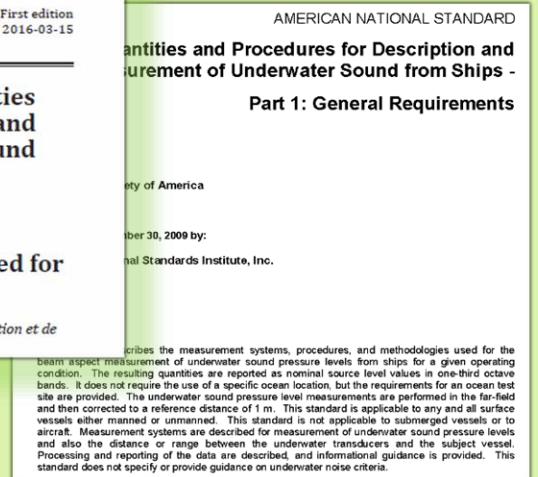 First edition
2016-03-15
and
ed for
tion et de
AMERICAN NATIONAL STANDARD
and Procedures for Description and
of Underwater Sound from Ships -
Part 1: General Requirements
of America
30, 2009 by:
Standards Institute, Inc.
the measurement systems, procedures, and methodologies used for the
beam aspect measurement of underwater sound pressure levels from ships for a given operating
condition. The resulting quantities are reported as nominal source level values in one-third octave
bands. It does not require the use of a specific ocean location, but the requirements for an ocean test
site are provided. The underwater sound pressure level measurements are performed in the far-field
and then corrected to a reference distance of 1 m. This standard is applicable to any and all surface
vessels either manned or unmanned. This standard is not applicable to submerged vessels or to
aircraft. Measurement systems are described for measurement of underwater sound pressure levels
and also the distance or range between the underwater transducers and the subject vessel.
Processing and reporting of the data are described, and informational guidance is provided. This
standard does not specify or provide guidance on underwater noise criteria.